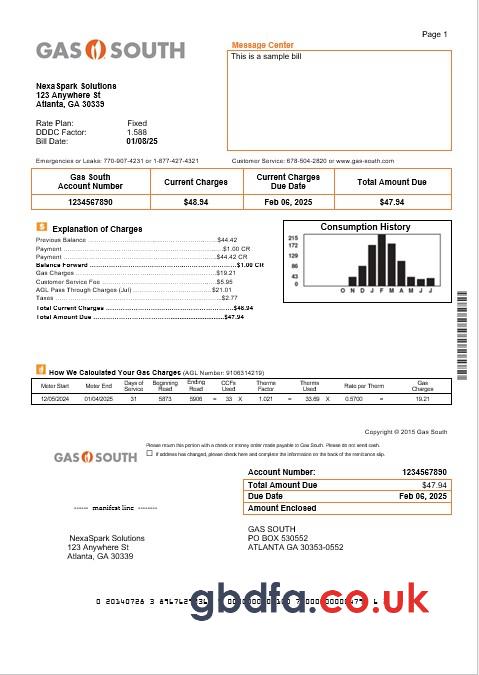 Page 1
GAS SOUTH
Message Center
This is a sample bill
NexaSpark Solutions
123 Anywhere St
Atlanta, GA 30339
Rate Plan: Fixed
DDDC Factor: 1.588
Bill Date: 01/08/25
Emergencies or Leaks: 770-907-4231 or 1-877-427-4321 Customer Service: 678-504-2820 or www.gas-south.com
Gas South Account Number Current Charges Current Charges Due Date Total Amount Due
1234567890 $48.94 Feb 06, 2025 $47.94
Explanation of Charges
Previous Balance $44.42
Payment $1.00 CR
Payment $44.42 CR
Balance Forward $1.00 CR
Gas Charges $19.21
Customer Service Fee $5.95
AGL Pass Through Charges (Jul) $21.01
Taxes $2.77
Total Current Charges $48.94
Total Amount Due $47.94
Consumption History
215
172
129
86
43
0
O N D J F M A M J J
How We Calculated Your Gas Charges (AGL Number: 9106314219)
Meter Start Meter End Days of Service Beginning Read Ending Read CCFs Used Therms Factor Therms Used Rate per Therm Gas Charges
12/05/2024 01/04/2025 31 5873 5906 = 33 X 1.021 = 33.69 X 0.5700 = 19.21
Copyright © 2015 Gas South
GAS SOUTH
Please return this portion with a check or money order made payable to Gas South. Please do not send cash.
If address has changed, please check here and complete the information on the back of the remittance slip.
Account Number: 1234567890
Total Amount Due $47.94
Due Date Feb 06, 2025
Amount Enclosed
------ manifest line --------
NexaSpark Solutions
123 Anywhere St
Atlanta, GA 30339
GAS SOUTH
PO BOX 530552
ATLANTA GA 30353-0552
0 20140728 3
gbdfa.co.uk